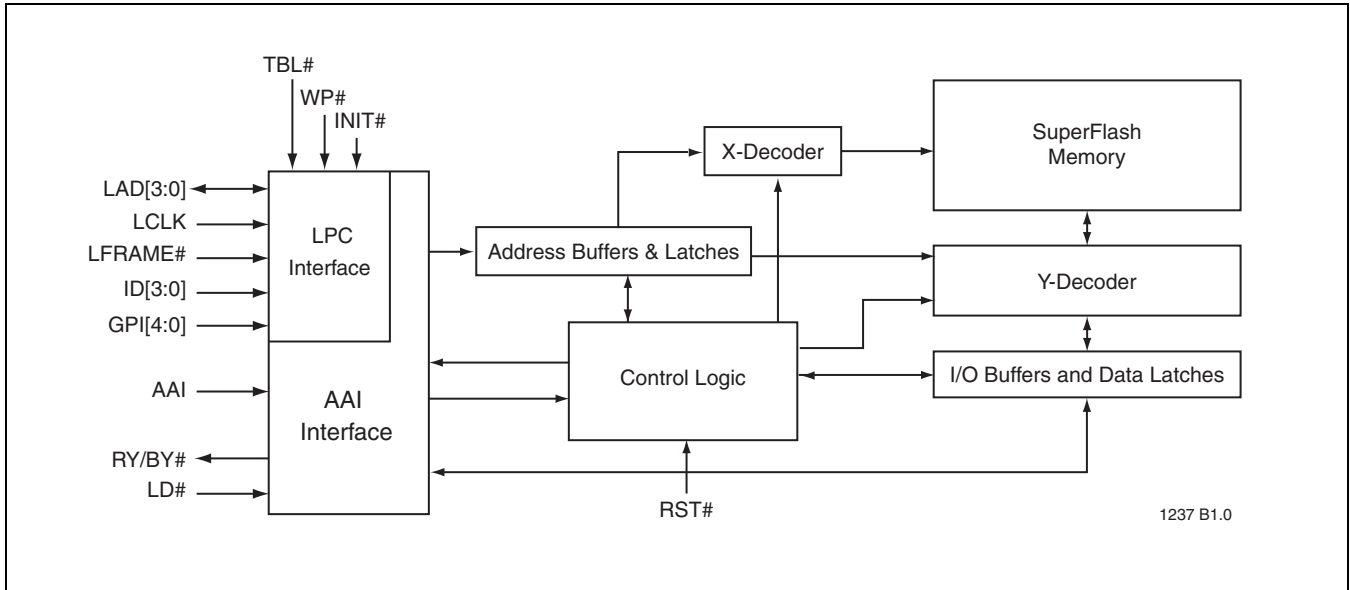 TBL#
WP#
INIT#
LAD[3:0]
LCLK
LFRAME#
ID[3:0]
GPI[4:0]
AAI
RY/BY#
LD#
LPC
Interface
AAI
Interface
Address Buffers & Latches
X-Decoder
Control Logic
RST#
SuperFlash
Memory
Y-Decoder
I/O Buffers and Data Latches
1237 B1.0